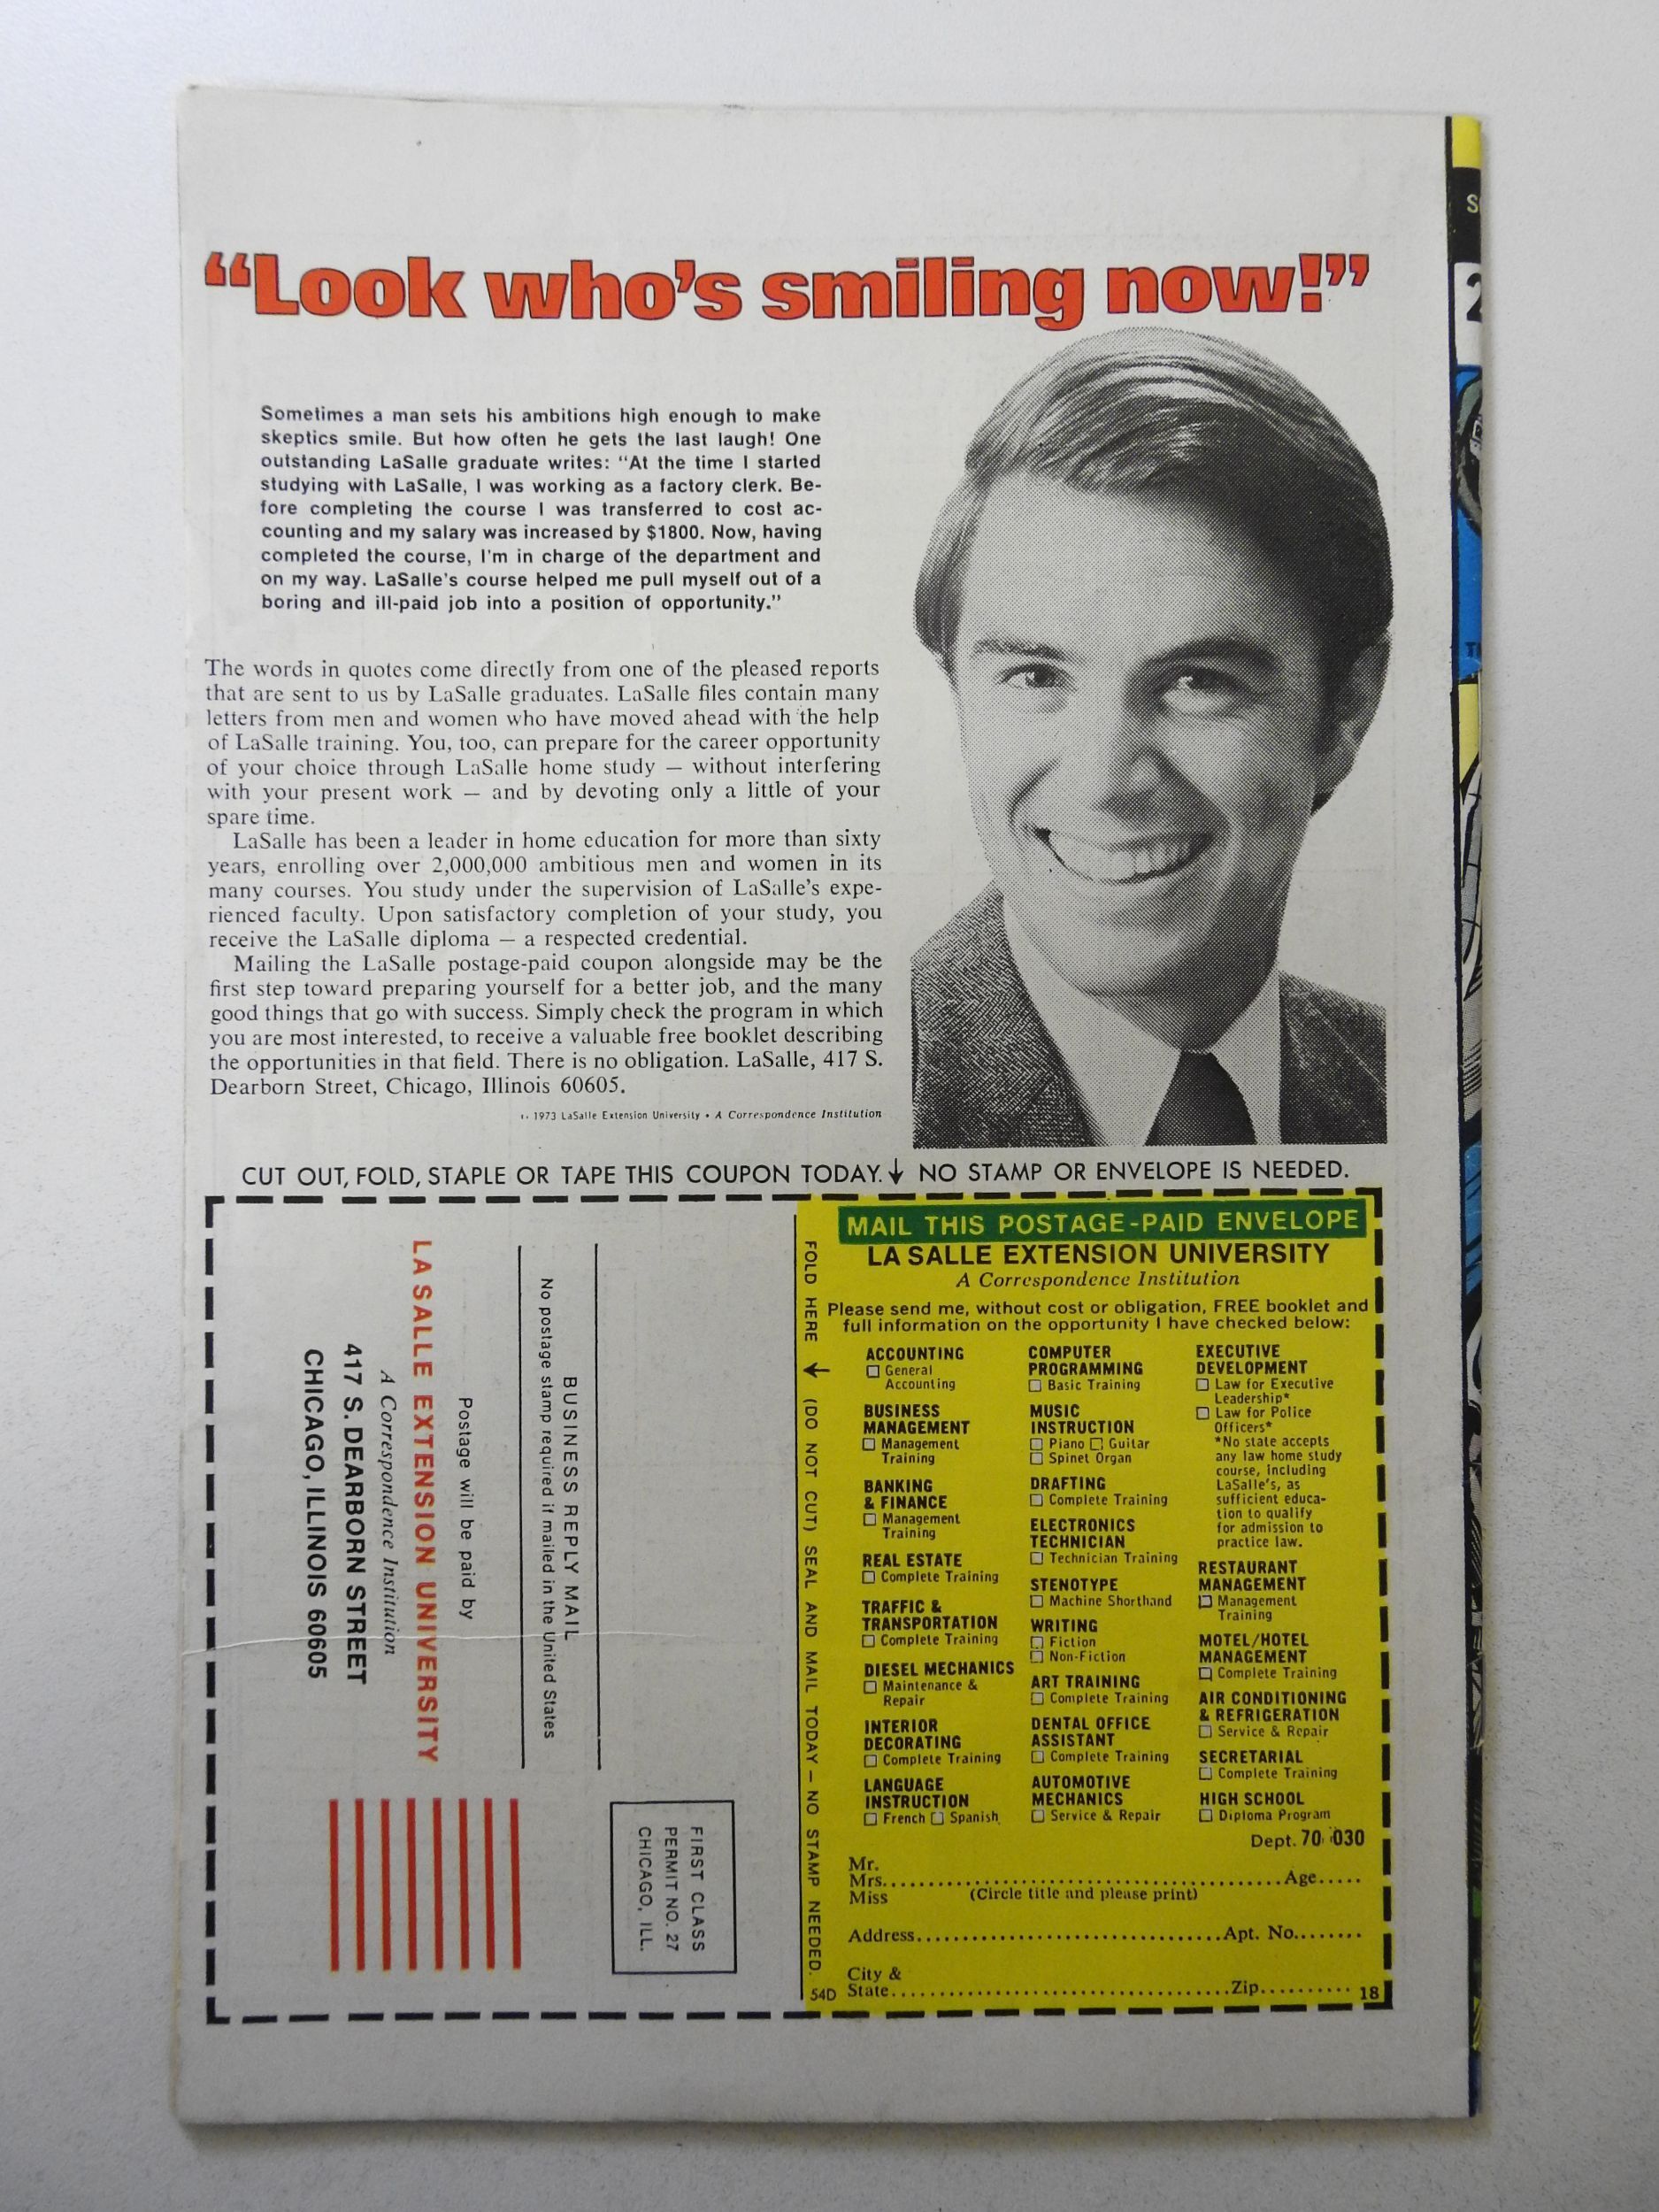 “Look who’s smiling now!”
Sometimes a man sets his ambitions high enough to make
skeptics smile. But how often he gets the last laugh! One
outstanding LaSalle graduate writes: “At the time I started
studying with LaSalle, I was working as a factory clerk. Be-
fore completing the course I was transferred to cost ac-
counting and my salary was increased by $1800. Now, having
completed the course, I'm in charge of the department and
on my way. LaSalle's course helped me pull myself out of a
boring and ill-paid job into a position of opportunity.”
The words in quotes come directly from one of the pleased reports
that are sent to us by LaSalle graduates. LaSalle files contain many
letters from men and women who have moved ahead with the help
of LaSalle training. You, too, can prepare for the career opportunity
of your choice through LaSalle home study — without interfering
with your present work — and by devoting only a little of your
spare time.
LaSalle has been a leader in home education for more than sixty
years, enrolling over 2,000,000 ambitious men and women in its
many courses. You study under the supervision of LaSalle's expe-
rienced faculty. Upon satisfactory completion of your study, you
receive the LaSalle diploma — a respected credential.
Mailing the LaSalle postage-paid coupon alongside may be the
first step toward preparing yourself for a better job, and the many
good things that go with success. Simply check the program in which
you are most interested, to receive a valuable free booklet describing
the opportunities in that field. There is no obligation. LaSalle, 417 S.
Dearborn Street, Chicago, Illinois 60605.
1973 LaSalle Extension University • A Correspondence Institution
CUT OUT, FOLD, STAPLE OR TAPE THIS COUPON TODAY. ↓ NO STAMP OR ENVELOPE IS NEEDED.
FIRST CLASS
PERMIT NO. 27
CHICAGO, ILL.
BUSINESS REPLY MAIL
No postage stamp required if mailed in the United States
Postage will be paid by
LA SALLE EXTENSION UNIVERSITY
A Correspondence Institution
417 S. DEARBORN STREET
CHICAGO, ILLINOIS 60605
FOLD HERE → (DO NOT CUT) SEAL AND MAIL TODAY — NO STAMP NEEDED.
MAIL THIS POSTAGE-PAID ENVELOPE
LA SALLE EXTENSION UNIVERSITY
A Correspondence Institution
Please send me, without cost or obligation, FREE booklet and
full information on the opportunity I have checked below:
ACCOUNTING
☐ General
Accounting
BUSINESS
MANAGEMENT
☐ Management
Training
BANKING
& FINANCE
☐ Management
Training
REAL ESTATE
☐ Complete Training
TRAFFIC &
TRANSPORTATION
☐ Complete Training
DIESEL MECHANICS
☐ Maintenance &
Repair
INTERIOR
DECORATING
☐ Complete Training
LANGUAGE
INSTRUCTION
☐ French ☐ Spanish
COMPUTER
PROGRAMMING
☐ Basic Training
MUSIC
INSTRUCTION
☐ Piano ☐ Guitar
☐ Spinet Organ
DRAFTING
☐ Complete Training
ELECTRONICS
TECHNICIAN
☐ Technician Training
STENOTYPE
☐ Machine Shorthand
WRITING
☐ Fiction
☐ Non-Fiction
ART TRAINING
☐ Complete Training
DENTAL OFFICE
ASSISTANT
☐ Complete Training
AUTOMOTIVE
MECHANICS
☐ Service & Repair
EXECUTIVE
DEVELOPMENT
☐ Law for Executive
Leadership*
☐ Law for Police
Officers*
*No state accepts
any law home study
course, including
LaSalle's, as
sufficient educa-
tion to qualify
for admission to
practice law.
RESTAURANT
MANAGEMENT
☐ Management
Training
MOTEL/HOTEL
MANAGEMENT
☐ Complete Training
AIR CONDITIONING
& REFRIGERATION
☐ Service & Repair
SECRETARIAL
☐ Complete Training
HIGH SCHOOL
☐ Diploma Program
Dept. 70-030
Mr.
Mrs. Age
Miss (Circle title and please print)
Address Apt. No.
City &
State Zip 18
54D